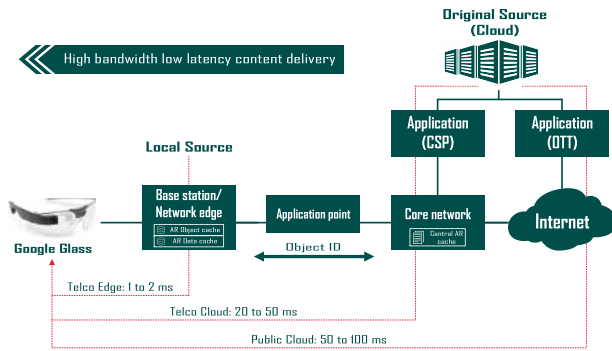 Original Source
(Cloud)
High bandwidth low latency content delivery
Application
(CSP)
Application
(OTT)
Local Source
Base station/
Network edge
AR Object cache
AR Data cache
Application point
Core network
Central AR
cache
Internet
Google Glass
Object ID
Telco Edge: 1 to 2 ms
Telco Cloud: 20 to 50 ms
Public Cloud: 50 to 100 ms